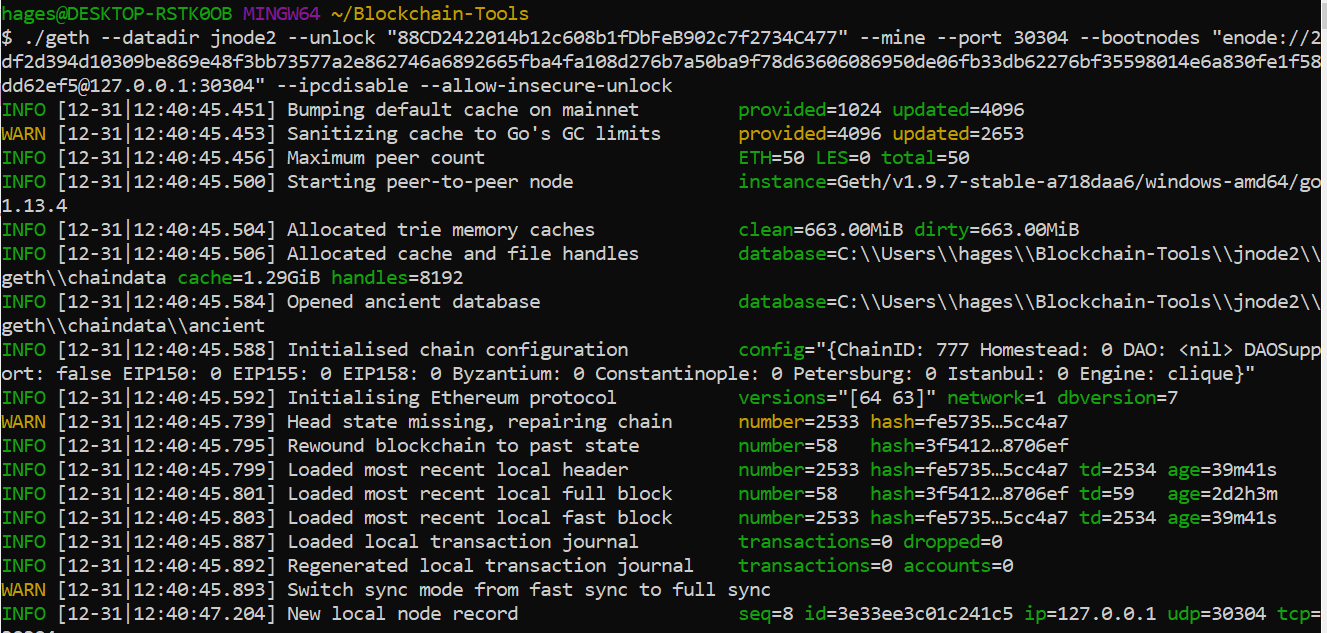 hages@DESKTOP-RSTK0OB MINGW64 ~/Blockchain-Tools
$ ./geth --datadir jnode2 --unlock "88CD2422014b12c608b1fDbFeB902c7f2734C477" --mine --port 30304 --bootnodes "enode://2
df2d394d10309be869e48f3bb73577a2e862746a6892665fba4fa108d276b7a50ba9f78d63606086950de06fb33db62276bf35598014e6a830fe1f58
dd62ef5@127.0.0.1:30304" --ipcdisable --allow-insecure-unlock
INFO [12-31|12:40:45.451] Bumping default cache on mainnet provided=1024 updated=4096
WARN [12-31|12:40:45.453] Sanitizing cache to Go's GC limits provided=4096 updated=2653
INFO [12-31|12:40:45.456] Maximum peer count ETH=50 LES=0 total=50
INFO [12-31|12:40:45.500] Starting peer-to-peer node instance=Geth/v1.9.7-stable-a718daa6/windows-amd64/go
1.13.4
INFO [12-31|12:40:45.504] Allocated trie memory caches clean=663.00MiB dirty=663.00MiB
INFO [12-31|12:40:45.506] Allocated cache and file handles database=C:\\Users\\hages\\Blockchain-Tools\\jnode2\\
geth\\chaindata cache=1.29GiB handles=8192
INFO [12-31|12:40:45.584] Opened ancient database database=C:\\Users\\hages\\Blockchain-Tools\\jnode2\\
geth\\chaindata\\ancient
INFO [12-31|12:40:45.588] Initialised chain configuration config="{ChainID: 777 Homestead: 0 DAO: <nil> DAOSupp
ort: false EIP150: 0 EIP155: 0 EIP158: 0 Byzantium: 0 Constantinople: 0 Petersburg: 0 Istanbul: 0 Engine: clique}"
INFO [12-31|12:40:45.592] Initialising Ethereum protocol versions="[64 63]" network=1 dbversion=7
WARN [12-31|12:40:45.739] Head state missing, repairing chain number=2533 hash=fe5735…5cc4a7
INFO [12-31|12:40:45.795] Rewound blockchain to past state number=58 hash=3f5412…8706ef
INFO [12-31|12:40:45.799] Loaded most recent local header number=2533 hash=fe5735…5cc4a7 td=2534 age=39m41s
INFO [12-31|12:40:45.801] Loaded most recent local full block number=58 hash=3f5412…8706ef td=59 age=2d2h3m
INFO [12-31|12:40:45.803] Loaded most recent local fast block number=2533 hash=fe5735…5cc4a7 td=2534 age=39m41s
INFO [12-31|12:40:45.887] Loaded local transaction journal transactions=0 dropped=0
INFO [12-31|12:40:45.892] Regenerated local transaction journal transactions=0 accounts=0
WARN [12-31|12:40:45.893] Switch sync mode from fast sync to full sync
INFO [12-31|12:40:47.204] New local node record seq=8 id=3e33ee3c01c241c5 ip=127.0.0.1 udp=30304 tcp=